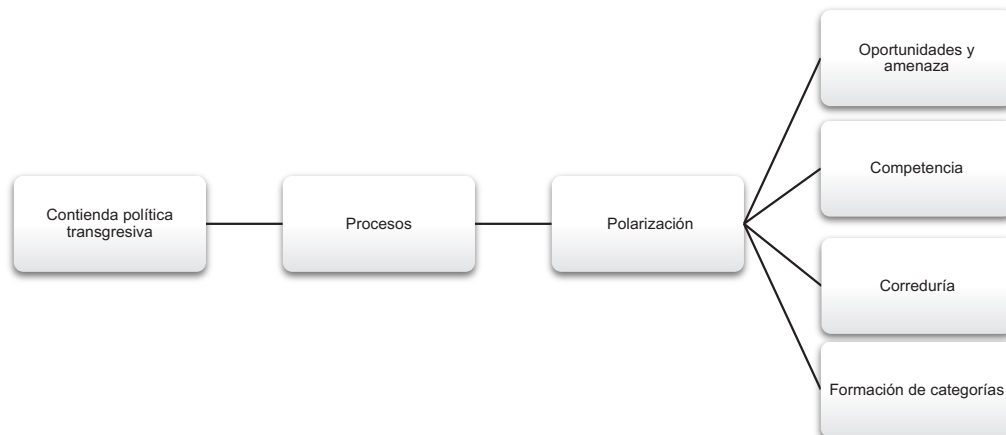 Contienda política
transgresiva
Procesos
Polarización
Oportunidades y
amenaza
Competencia
Correduría
Formación de categorías